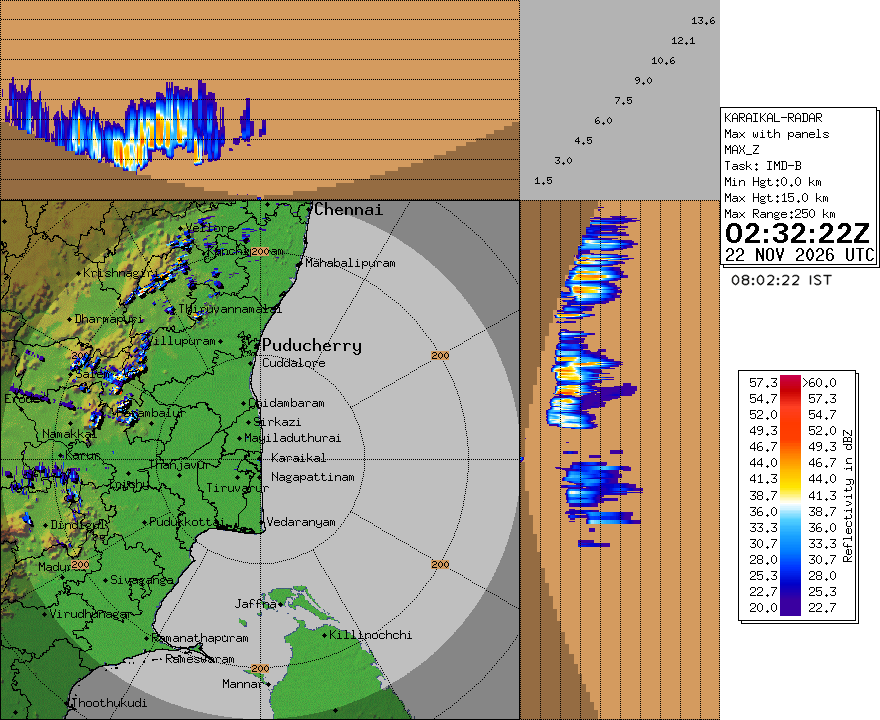 13.6
12.1
10.6
9.0
7.5
6.0
4.5
3.0
1.5
KARAIKAL-RADAR
Max with panels
MAX_Z
Task: IMD-B
Min Hgt:0.0 km
Max Hgt:15.0 km
Max Range:250 km
02:32:22Z
22 NOV 2026 UTC
08:02:22 IST
Chennai
Vellore
200
Mahabalipuram
Krishnagiri
Thiruvannamalai
Dharmapuri
Villupuram
Puducherry
200
Cuddalore
Salem
Chidambaram
Perambalur
Sirkazi
Namakkal
Mayiladuthurai
Karur
Karaikal
Thanjavur
Nagapattinam
Tiruvarur
Dindigul
Pudukkottai
Vedaranyam
200
200
Sivaganga
Jaffna
Virudhunagar
Killinochchi
Ramanathapuram
Rameswaram
200
Mannar
Thoothukudi
57.3 >60.0
54.7 57.3
52.0 54.7
49.3 52.0
46.7 49.3
44.0 46.7
41.3 44.0
38.7 41.3
36.0 38.7
33.3 36.0
30.7 33.3
28.0 30.7
25.3 28.0
22.7 25.3
20.0 22.7
Reflectivity in dBZ